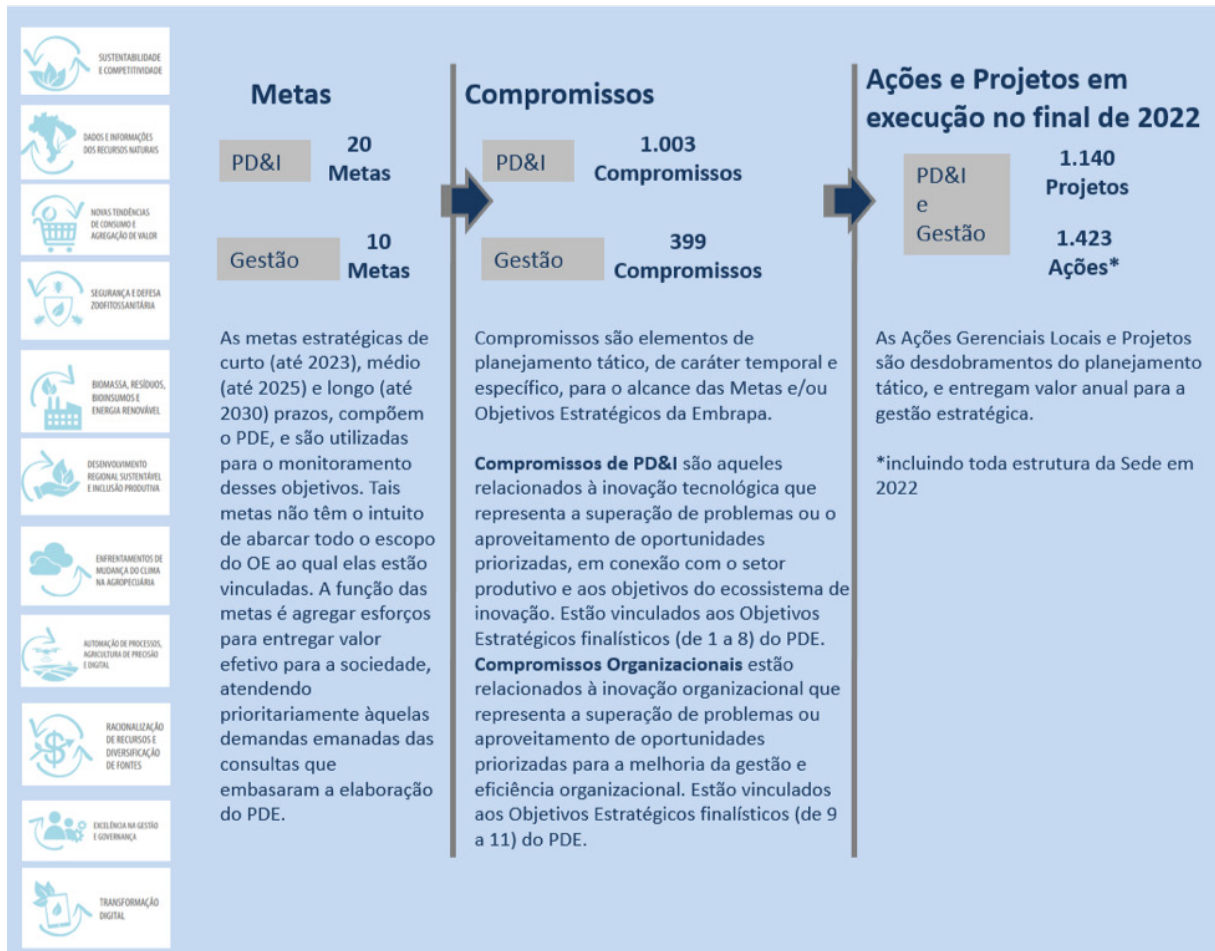 SUSTENTABILIDADE
E COMPETITIVIDADE
DADOS E INFORMAÇÕES
DOS RECURSOS NATURAIS
NOVAS TENDÊNCIAS
DE CONSUMO E
AGREGAÇÃO DE VALOR
SEGURANÇA E DEFESA
ZOOFITOSSANITÁRIA
BIOMASSA, RESÍDUOS,
BIOINSUMOS E
ENERGIA RENOVÁVEL
DESENVOLVIMENTO
REGIONAL SUSTENTÁVEL
E INCLUSÃO PRODUTIVA
ENFRENTAMENTOS DE
MUDANÇA DO CLIMA
NA AGROPECUÁRIA
AUTOMAÇÃO DE PROCESSOS,
AGRICULTURA DE PRECISÃO
E DIGITAL
RACIONALIZAÇÃO
DE RECURSOS E
DIVERSIFICAÇÃO
DE FONTES
EXCELÊNCIA NA GESTÃO
E GOVERNANÇA
TRANSFORMAÇÃO
DIGITAL
Metas
PD&I
20
Metas
Gestão
10
Metas
As metas estratégicas de
curto (até 2023), médio
(até 2025) e longo (até
2030) prazos, compõem
o PDE, e são utilizadas
para o monitoramento
desses objetivos. Tais
metas não têm o intuito
de abarcar todo o escopo
do OE ao qual elas estão
vinculadas. A função das
metas é agregar esforços
para entregar valor
efetivo para a sociedade,
atendendo
prioritariamente àquelas
demandas emanadas das
consultas que
embasaram a elaboração
do PDE.
Compromissos
PD&I
1.003
Compromissos
Gestão
399
Compromissos
Compromissos são elementos de
planejamento tático, de caráter temporal e
específico, para o alcance das Metas e/ou
Objetivos Estratégicos da Embrapa.
Compromissos de PD&I são aqueles
relacionados à inovação tecnológica que
representa a superação de problemas ou o
aproveitamento de oportunidades
priorizadas, em conexão com o setor
produtivo e aos objetivos do ecossistema de
inovação. Estão vinculados aos Objetivos
Estratégicos finalísticos (de 1 a 8) do PDE.
Compromissos Organizacionais estão
relacionados à inovação organizacional que
representa a superação de problemas ou
aproveitamento de oportunidades
priorizadas para a melhoria da gestão e
eficiência organizacional. Estão vinculados
aos Objetivos Estratégicos finalísticos (de 9
a 11) do PDE.
Ações e Projetos em
execução no final de 2022
PD&I
e
Gestão
1.140
Projetos
1.423
Ações*
As Ações Gerenciais Locais e Projetos
são desdobramentos do planejamento
tático, e entregam valor anual para a
gestão estratégica.
*incluindo toda estrutura da Sede em
2022